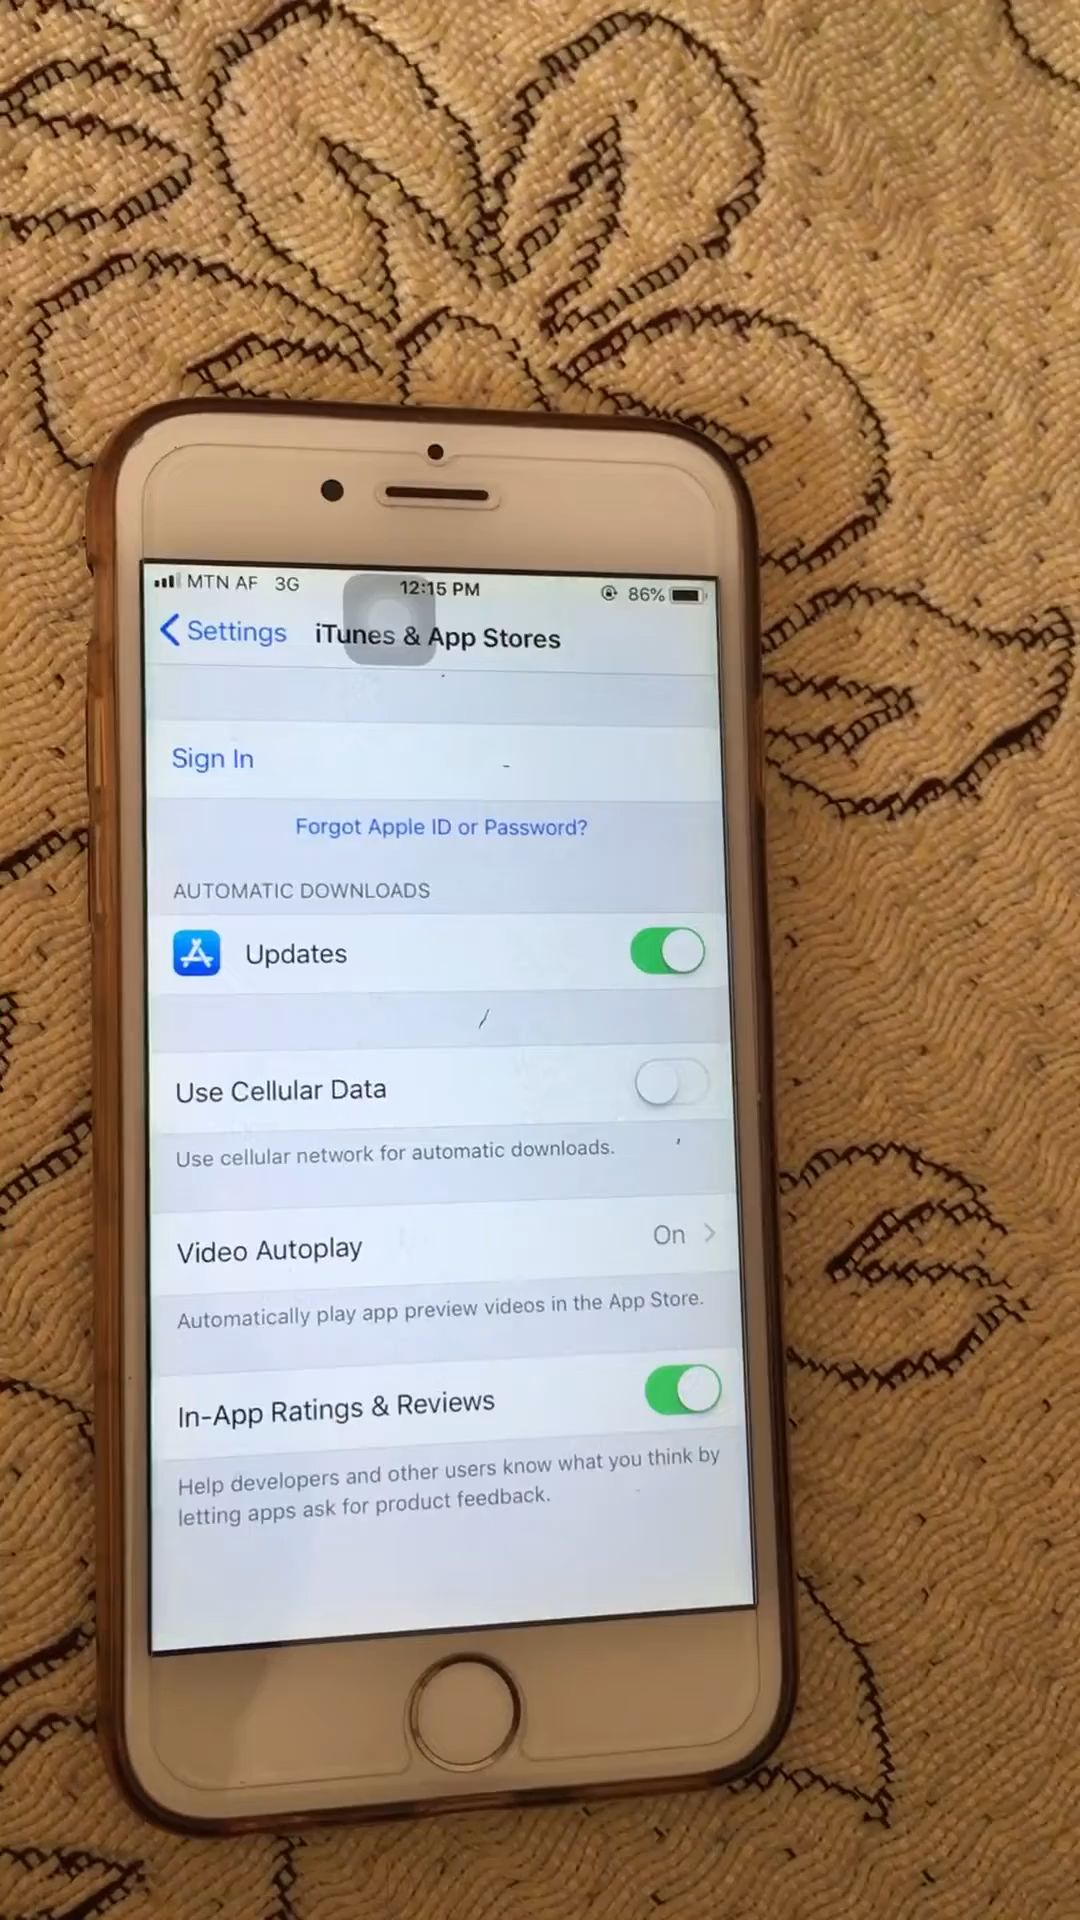 MTN AF 3G 12:15 PM 86%
Settings iTunes & App Stores
Sign In
Forgot Apple ID or Password?
AUTOMATIC DOWNLOADS
Updates
Use Cellular Data
Use cellular network for automatic downloads.
Video Autoplay On
Automatically play app preview videos in the App Store.
In-App Ratings & Reviews
Help developers and other users know what you think by
letting apps ask for product feedback.